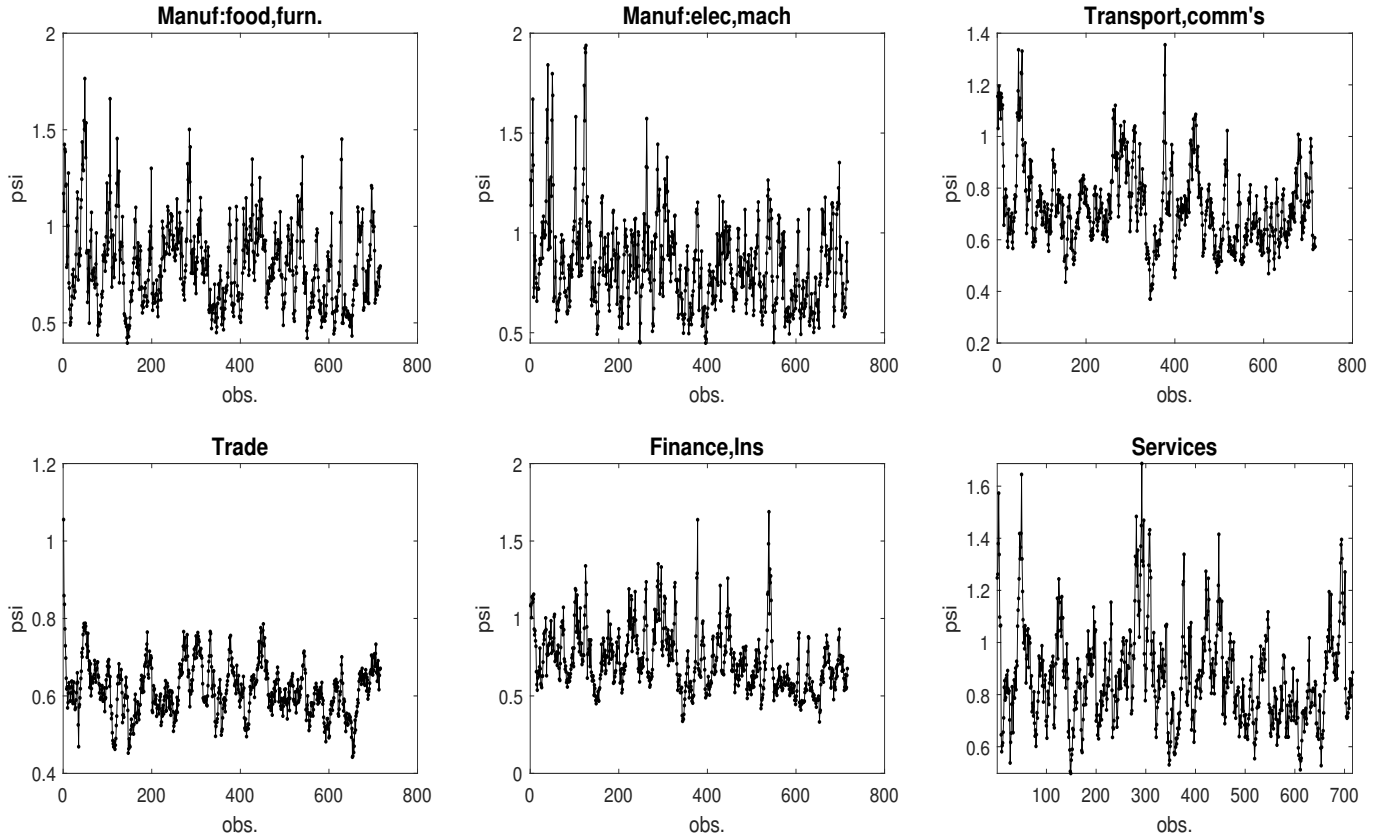 Manuf:food,furn. Manuf:elec,mach Transport,comm's
2 2 1.4
1.2
1.5 1.5
1
psi psi psi
1 1 0.8
0.6
0.5 0.5 0.4
0.2
0 200 400 600 800 0 200 400 600 800 0 200 400 600 800
obs. obs. obs.
Trade Finance,Ins Services
1.2 2
1.6
1 1.5 1.4
1.2
psi psi psi
0.8 1
1
0.6 0.5 0.8
0.6
0.4 0
0 200 400 600 800 0 200 400 600 800 100 200 300 400 500 600 700
obs. obs. obs.